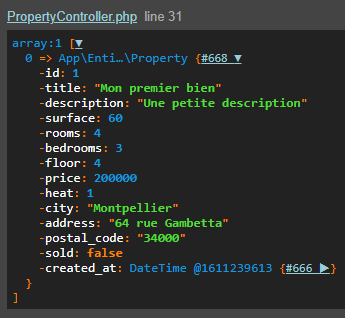 PropertyController.php line 31
array:1 [▼
0 => App\Enti…\Property {#668 ▼
-id: 1
-title: "Mon premier bien"
-description: "Une petite description"
-surface: 60
-rooms: 4
-bedrooms: 3
-floor: 4
-price: 200000
-heat: 1
-city: "Montpellier"
-address: "64 rue Gambetta"
-postal_code: "34000"
-sold: false
-created_at: DateTime @1611239613 {#666 ▶}
}
]